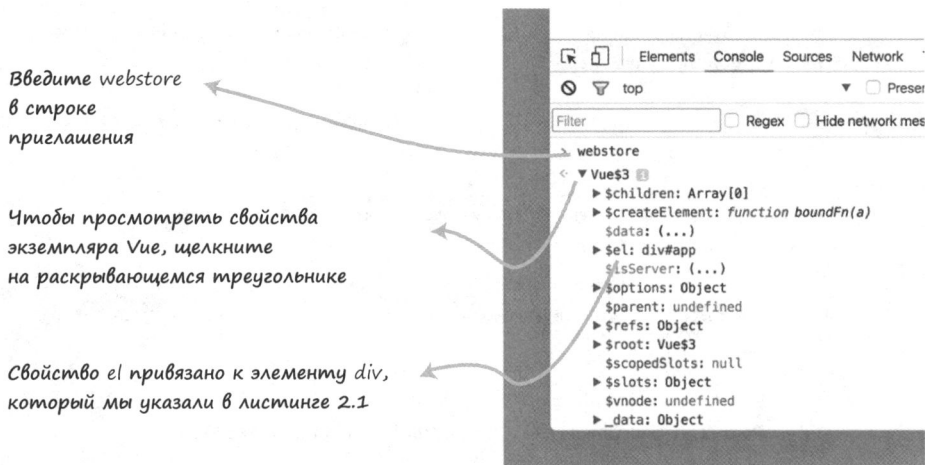 Введите webstore
в строке
приглашения
Чтобы просмотреть свойства
экземпляра Vue, щелкните
на раскрывающемся треугольнике
Свойство el привязано к элементу div,
который мы указали в листинге 2.1
Elements Console Sources Network
top Preser
Filter Regex Hide network mes
> webstore
Vue$3
$children: Array[0]
$createElement: function boundFn(a)
$data: (...)
$el: div#app
$isServer: (...)
$options: Object
$parent: undefined
$refs: Object
$root: Vue$3
$scopedSlots: null
$slots: Object
$vnode: undefined
_data: Object